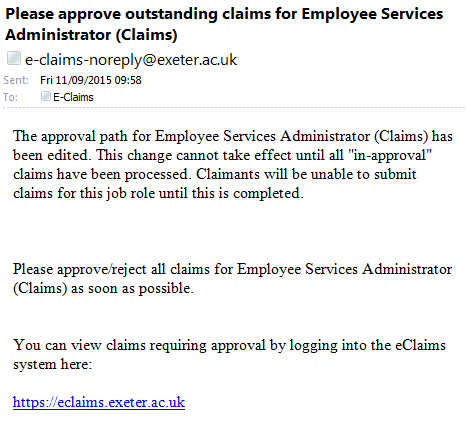 Please approve outstanding claims for Employee Services
Administrator (Claims)
e-claims-noreply@exeter.ac.uk
Sent: Fri 11/09/2015 09:58
To: E-Claims
The approval path for Employee Services Administrator (Claims) has
been edited. This change cannot take effect until all "in-approval"
claims have been processed. Claimants will be unable to submit
claims for this job role until this is completed.
Please approve/reject all claims for Employee Services Administrator
(Claims) as soon as possible.
You can view claims requiring approval by logging into the eClaims
system here:
https://eclaims.exeter.ac.uk